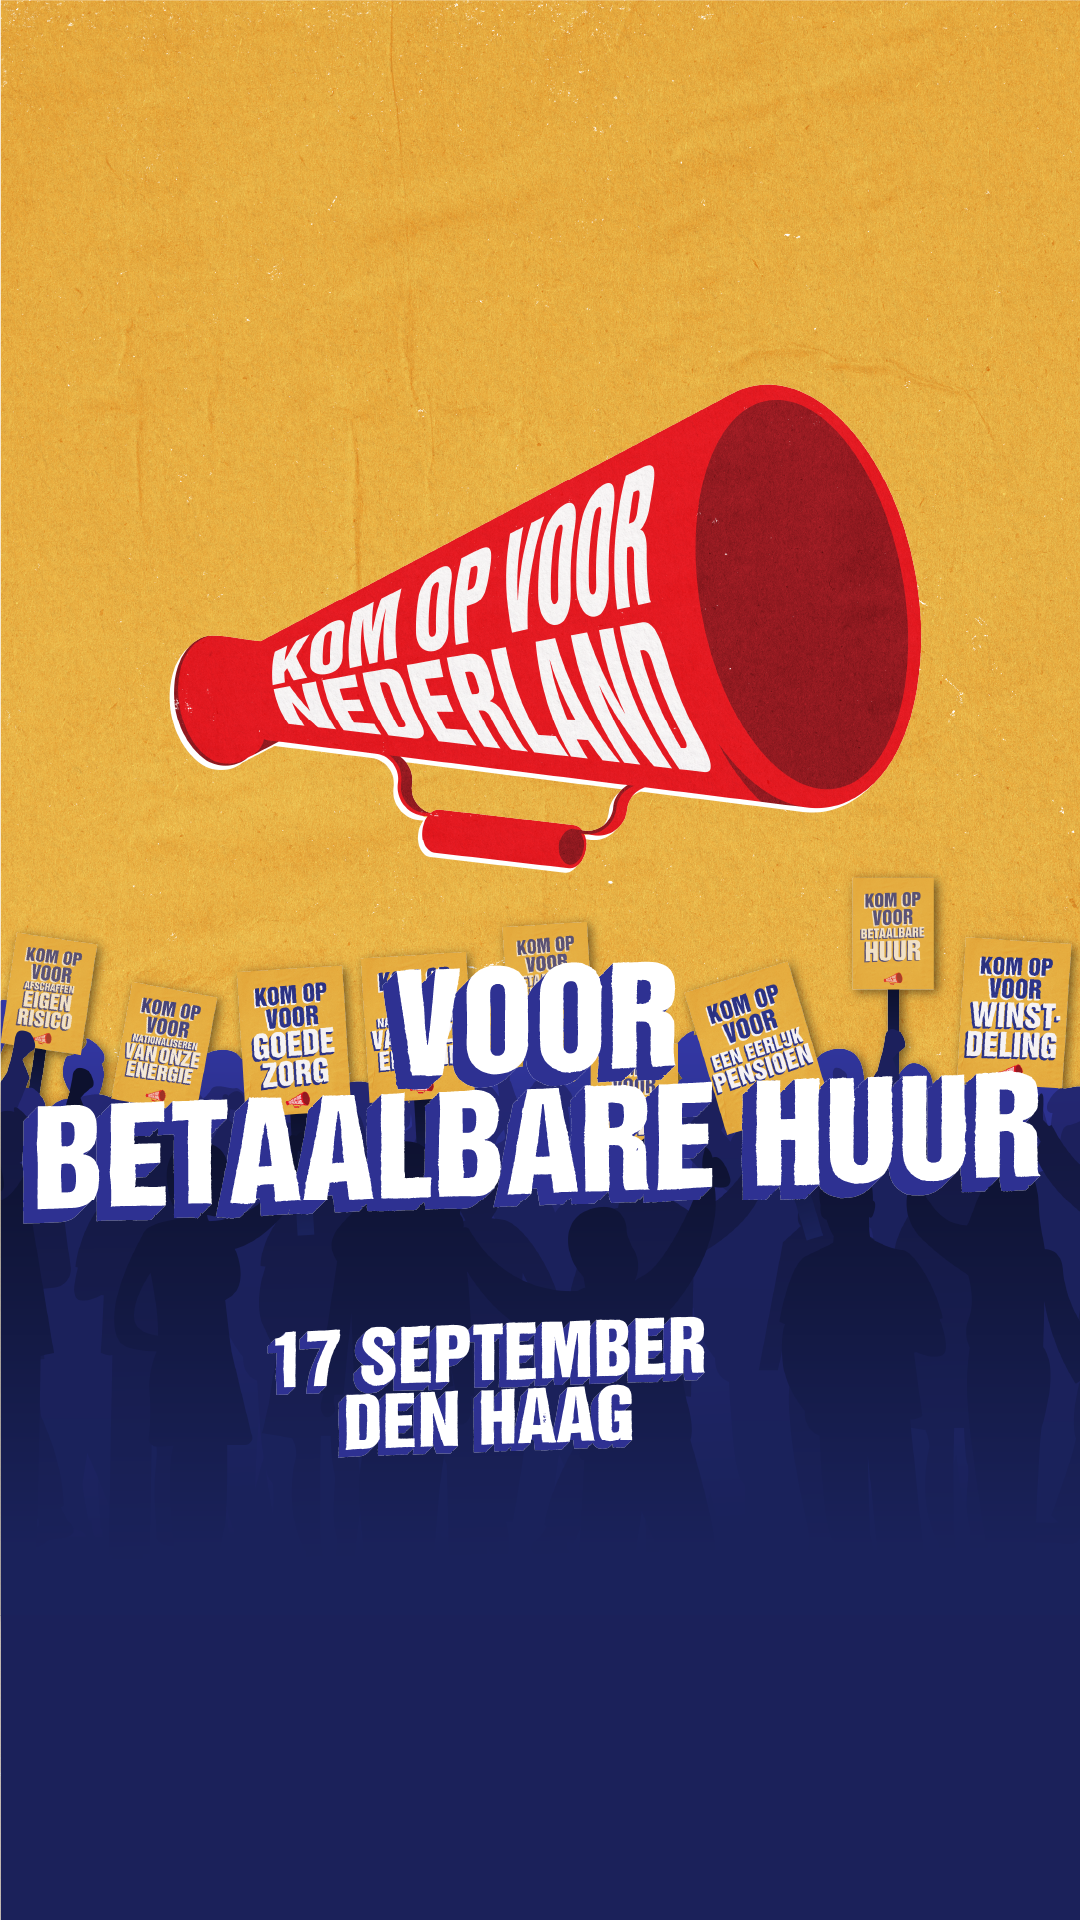 KOM OP VOOR
NEDERLAND
KOM OP
VOOR
AFSCHAFFEN
EIGEN
RISICO
KOM OP
VOOR
NATIONALISEREN
VAN ONZE
ENERGIE
KOM OP
VOOR
GOEDE
ZORG
KOM OP
VOOR
KOM OP
VOOR
EEN EERLIJK
PENSIOEN
KOM OP
VOOR
BETAALBARE
HUUR
KOM OP
VOOR
WINST-
DELING
VOOR
BETAALBARE HUUR
17 SEPTEMBER
DEN HAAG